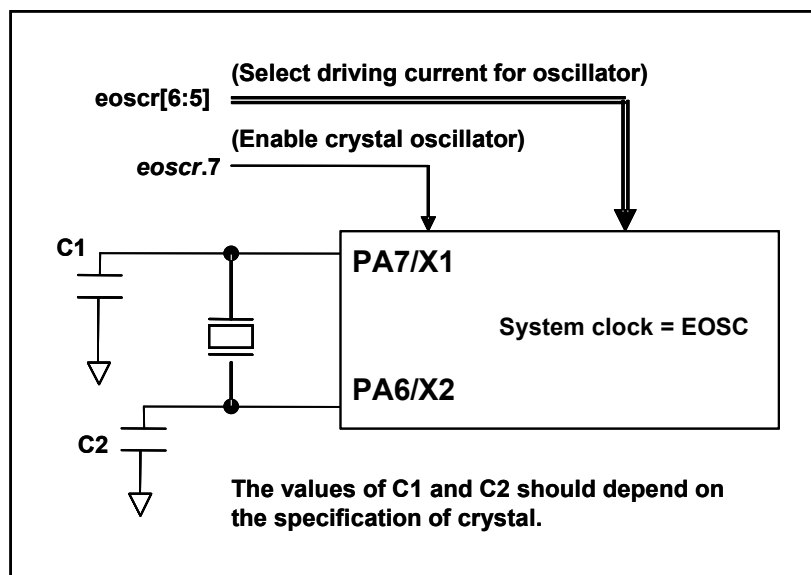 (Select driving current for oscillator)
eoscr[6:5]
(Enable crystal oscillator)
eoscr.7
C1
PA7/X1
System clock = EOSC
PA6/X2
C2
The values of C1 and C2 should depend on
the specification of crystal.